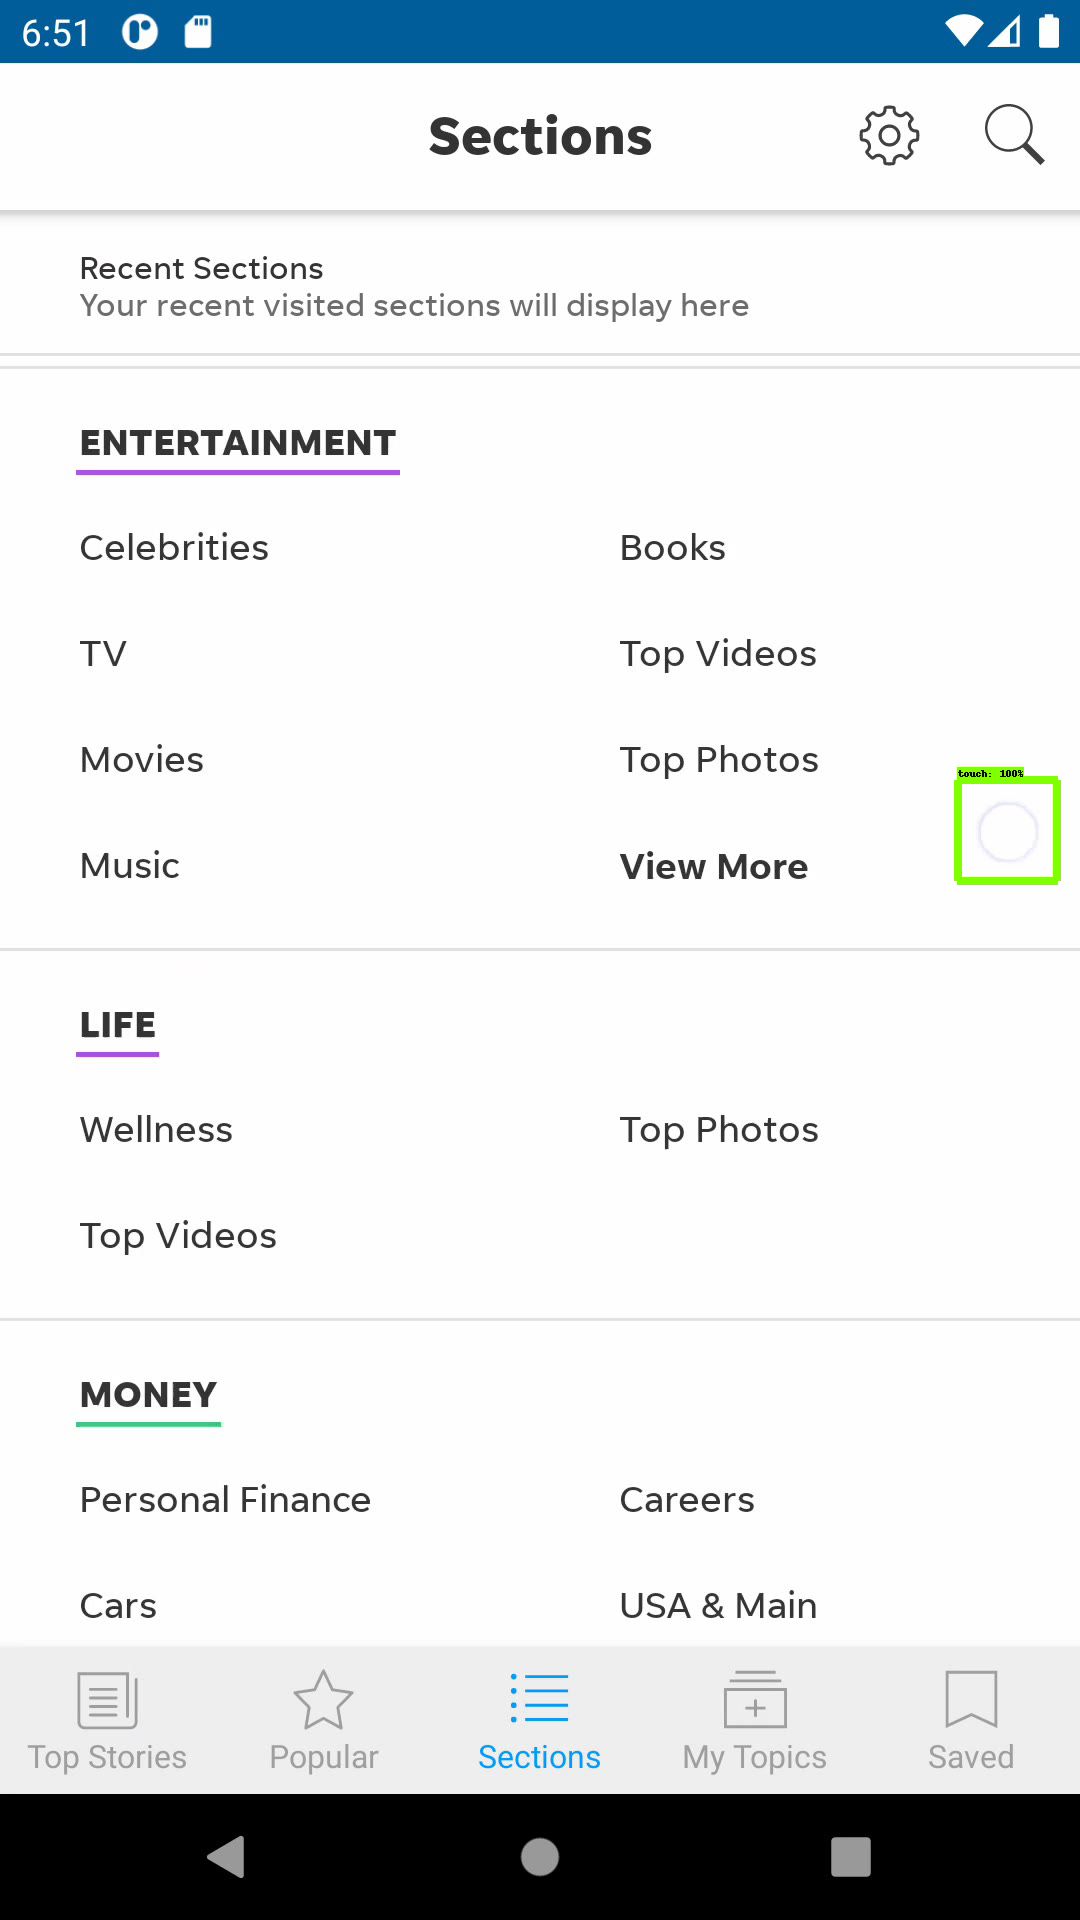 6:51
Sections
Recent Sections
Your recent visited sections will display here
ENTERTAINMENT
Celebrities
Books
TV
Top Videos
Movies
Top Photos
touch: 100%
Music
View More
LIFE
Wellness
Top Photos
Top Videos
MONEY
Personal Finance
Careers
Cars
USA & Main
Top Stories
Popular
Sections
My Topics
Saved